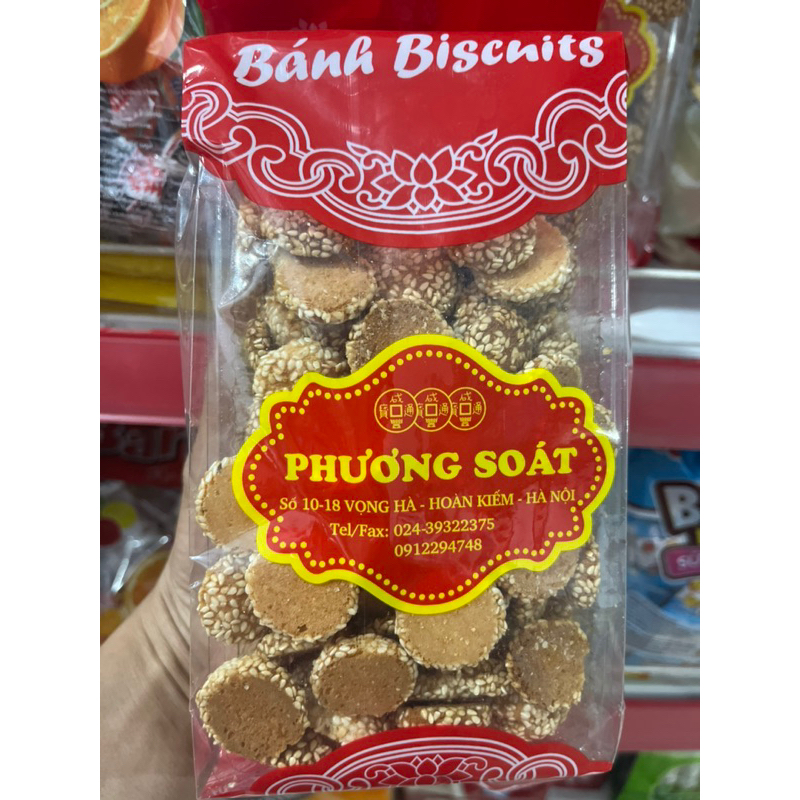 Bánh Biscuits
PHƯƠNG SOÁT
Số 10-18 VỌNG HÀ - HOÀN KIẾM - HÀ NỘI
Tel/Fax: 024-39322375
0912294748